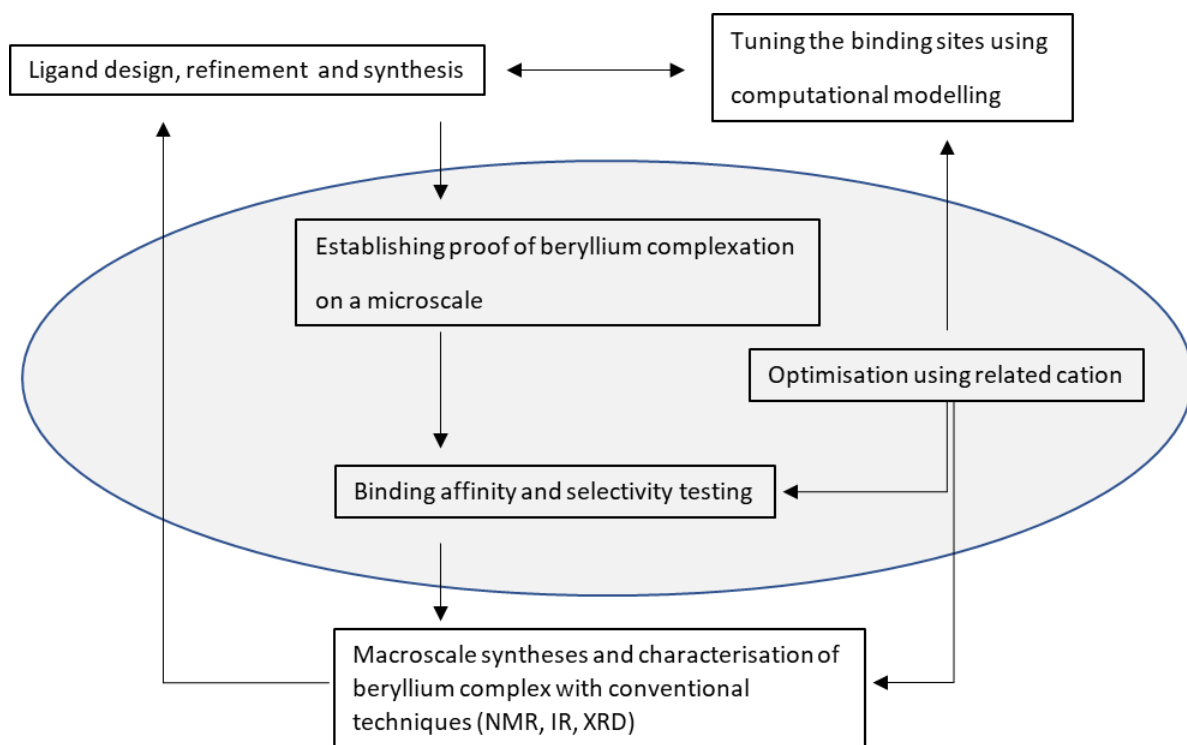 Ligand design, refinement and synthesis
Tuning the binding sites using
computational modelling
Establishing proof of beryllium complexation
on a microscale
Optimisation using related cation
Binding affinity and selectivity testing
Macroscale syntheses and characterisation of
beryllium complex with conventional
techniques (NMR, IR, XRD)